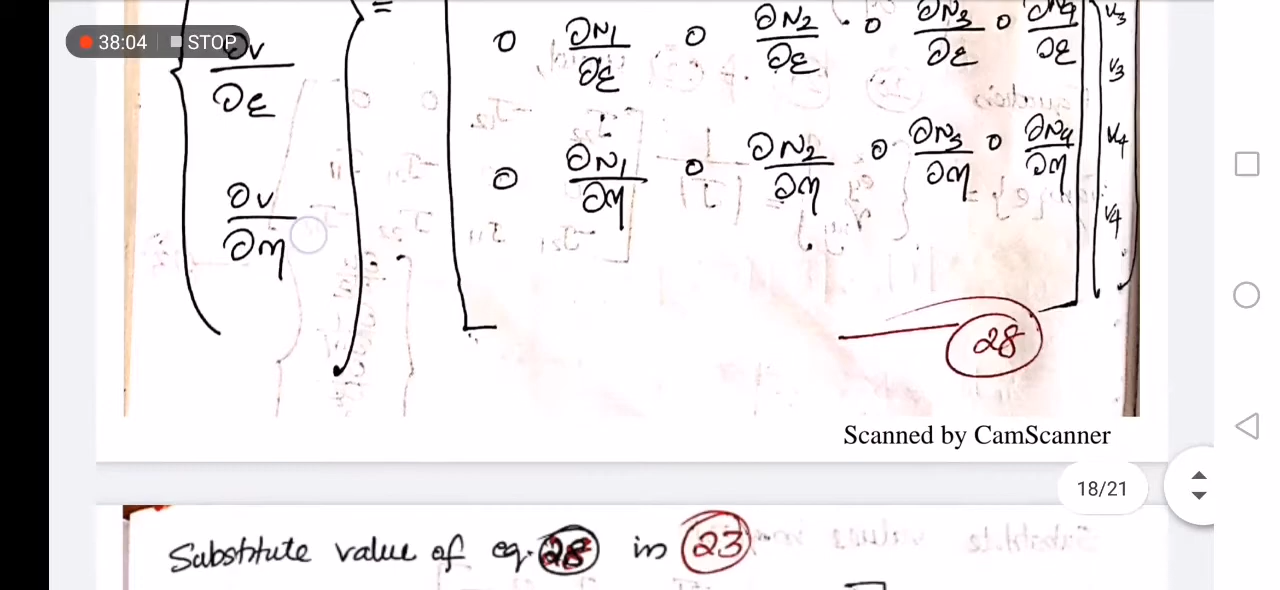 38:04 STOP
=
0 ∂N1/∂ε 0 ∂N2/∂ε 0 ∂N3/∂ε 0 ∂N4/∂ε
v3
∂v/∂ε
v3
0 ∂N1/∂η 0 ∂N2/∂η 0 ∂N3/∂η 0 ∂N4/∂η
v4
∂v/∂η
v4
28
Scanned by CamScanner
18/21
Substitute value of eq. 28 in 23